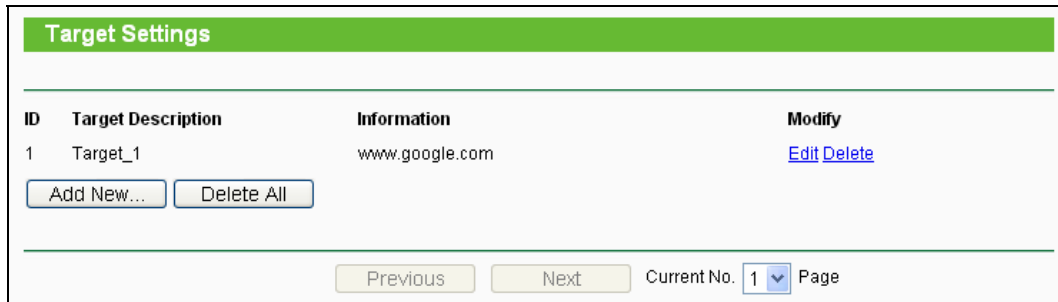 Target Settings
ID Target Description Information Modify
1 Target_1 www.google.com Edit Delete
Add New... Delete All
Previous Next Current No. 1 Page